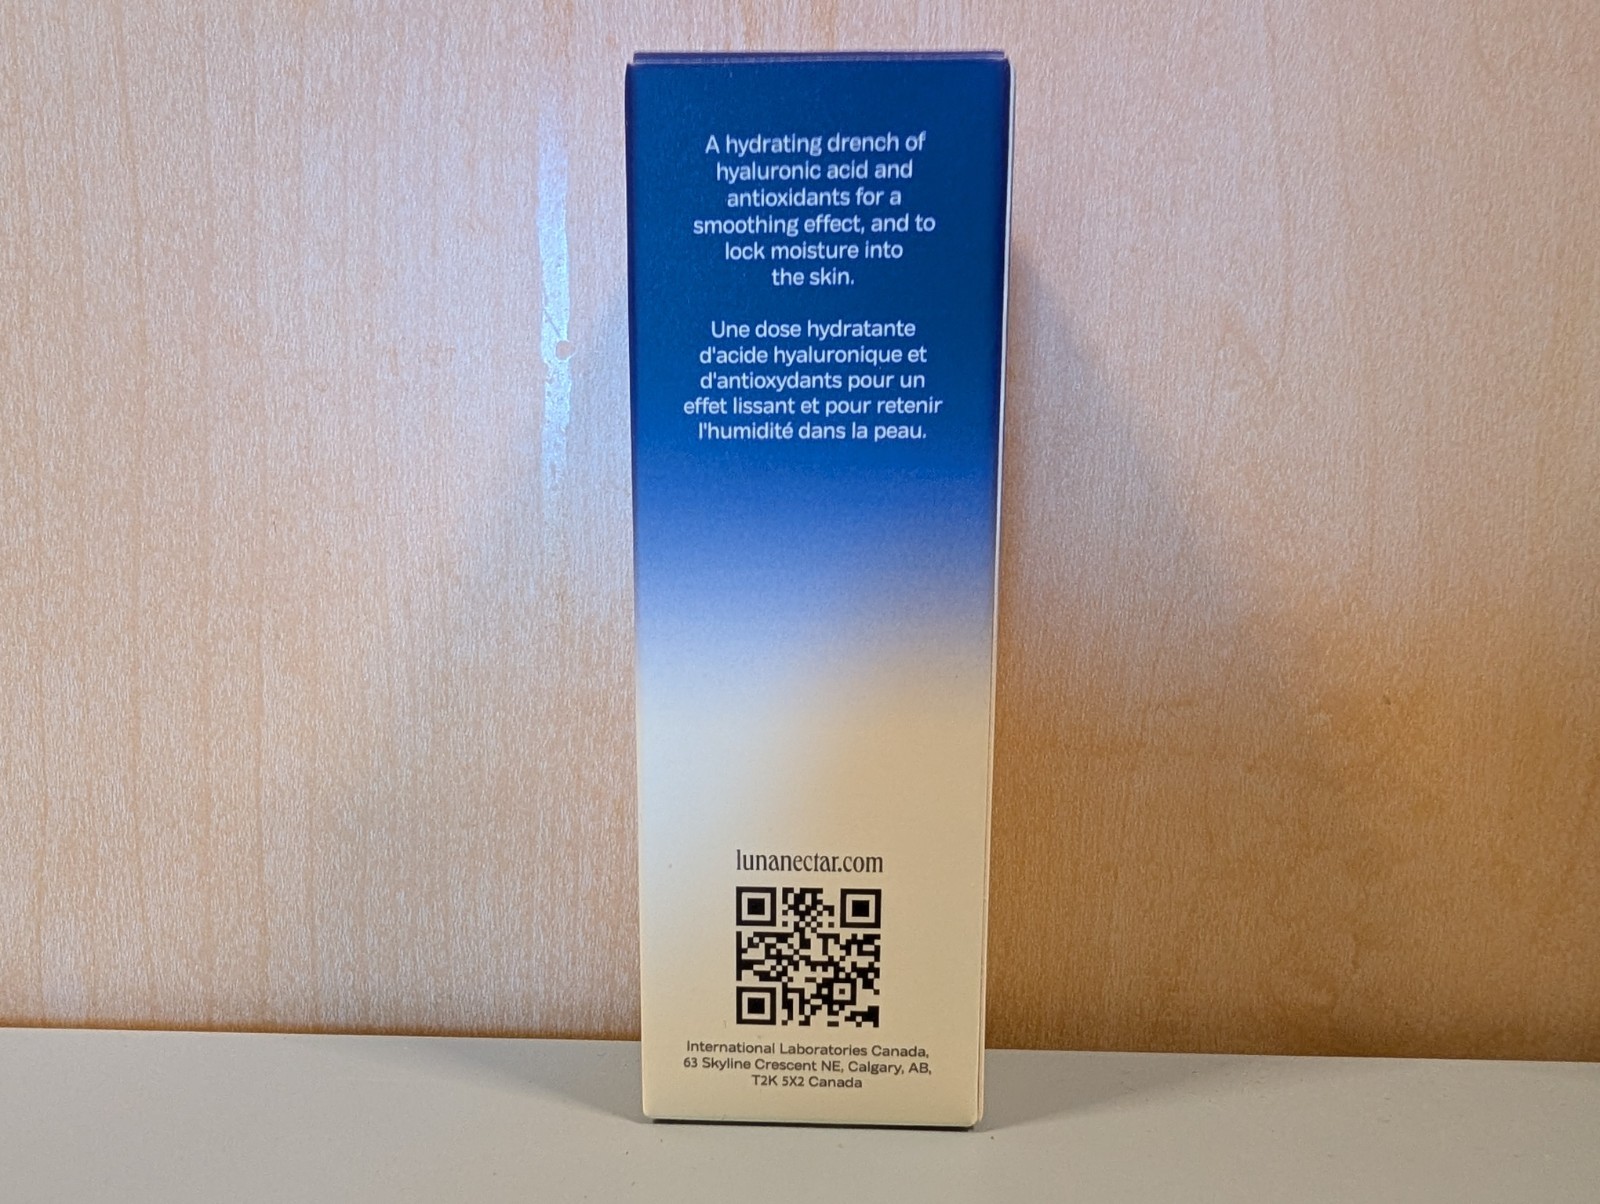 A hydrating drench of
hyaluronic acid and
antioxidants for a
smoothing effect, and to
lock moisture into
the skin.
Une dose hydratante
d'acide hyaluronique et
d'antioxydants pour un
effet lissant et pour retenir
l'humidité dans la peau.
lunanectar.com
International Laboratories Canada,
63 Skyline Crescent NE, Calgary, AB,
T2K 5X2 Canada